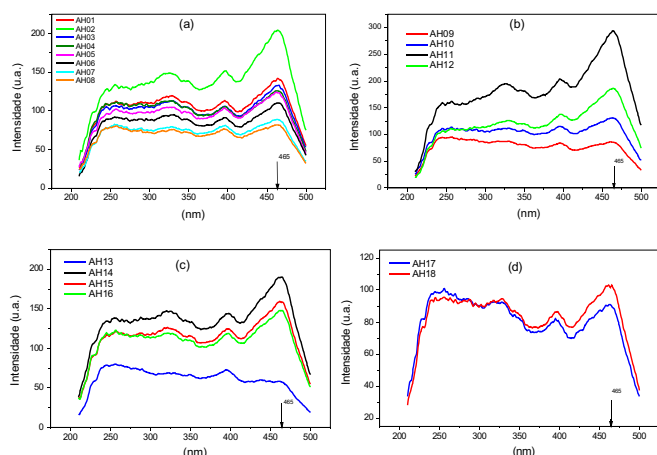 (a)
AH01
AH02
AH03
AH04
AH05
AH06
AH07
AH08
Intensidade (u.a.)
200
150
100
50
0
465
200 250 300 350 400 450 500
(nm)
(b)
AH09
AH10
AH11
AH12
Intensidade (u.a.)
300
250
200
150
100
50
0
465
200 250 300 350 400 450 500
(nm)
(c)
AH13
AH14
AH15
AH16
Intensidade (u.a.)
200
150
100
50
0
465
200 250 300 350 400 450 500
(nm)
(d)
AH17
AH18
Intensidade (u.a.)
100
80
60
40
20
465
200 250 300 350 400 450 500
(nm)